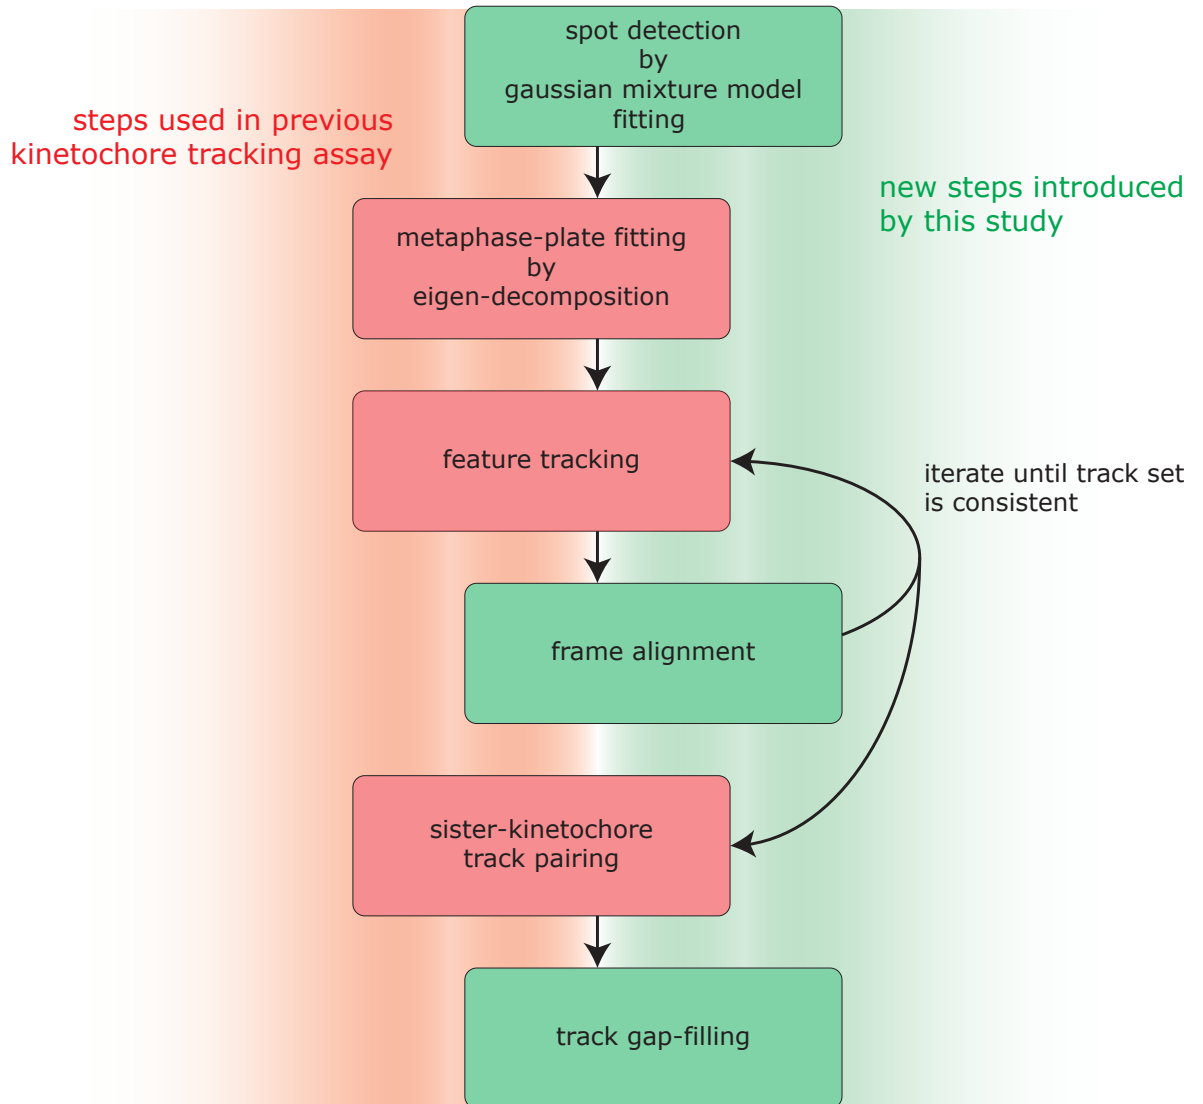 spot detection
by
gaussian mixture model
fitting
steps used in previous
kinetochore tracking assay
new steps introduced
by this study
metaphase-plate fitting
by
eigen-decomposition
feature tracking
iterate until track set
is consistent
frame alignment
sister-kinetochore
track pairing
track gap-filling